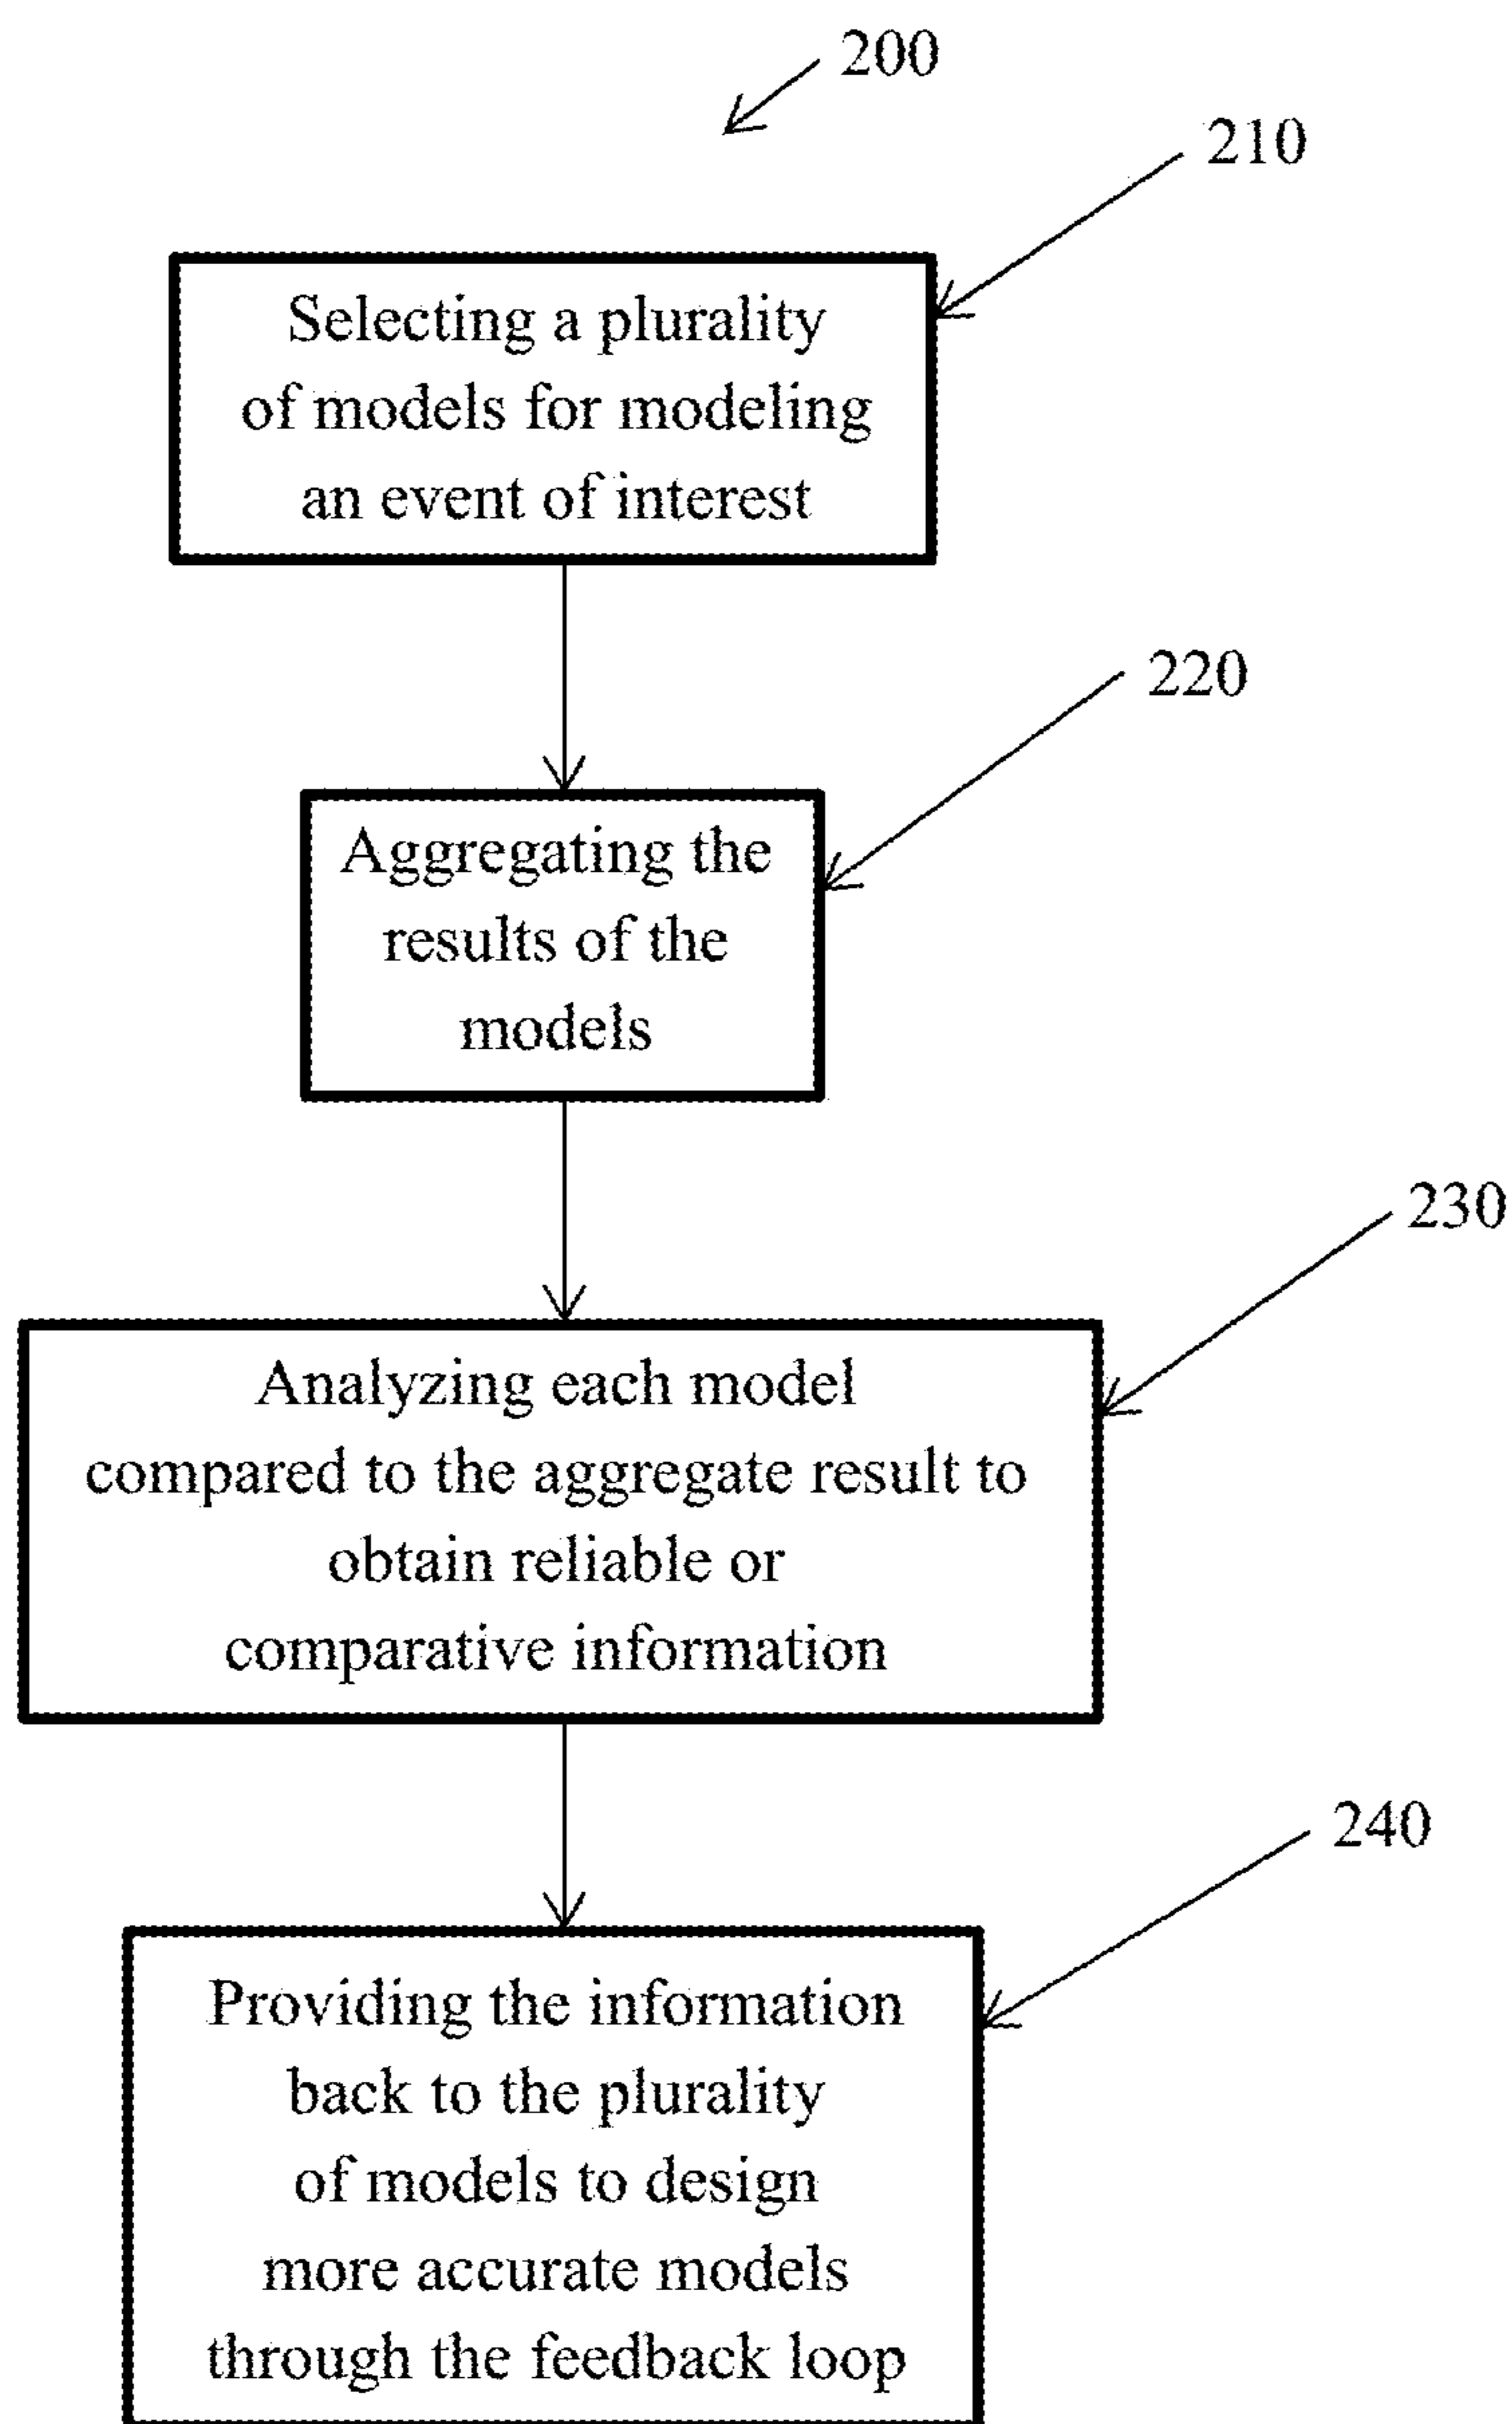 200
210
Selecting a plurality
of models for modeling
an event of interest
220
Aggregating the
results of the
models
230
Analyzing each model
compared to the aggregate result to
obtain reliable or
comparative information
240
Providing the information
back to the plurality
of models to design
more accurate models
through the feedback loop